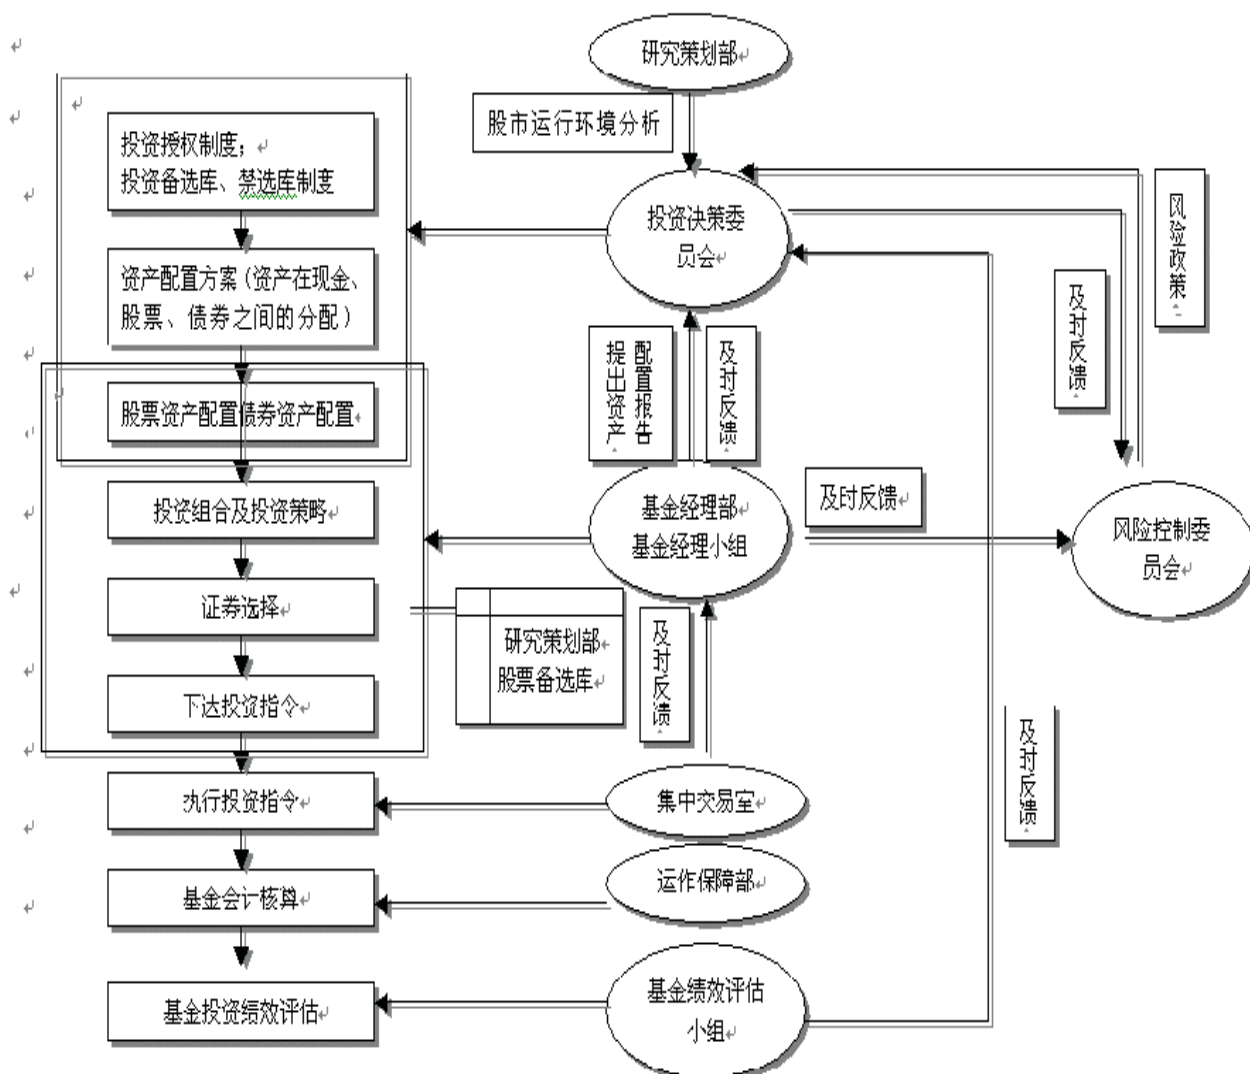 研究策划部
股市运行环境分析
投资授权制度；
投资备选库、禁选库制度
投资决策委
员会
风险政策
资产配置方案（资产在现金、
股票、债券之间的分配）
及时反馈
提出资产
配置报告
及时反馈
股票资产配置债券资产配置
投资组合及投资策略
基金经理部
基金经理小组
及时反馈
风险控制委
员会
证券选择
研究策划部
股票备选库
及时反馈
下达投资指令
及时反馈
执行投资指令
集中交易室
基金会计核算
运作保障部
基金投资绩效评估
基金绩效评估
小组